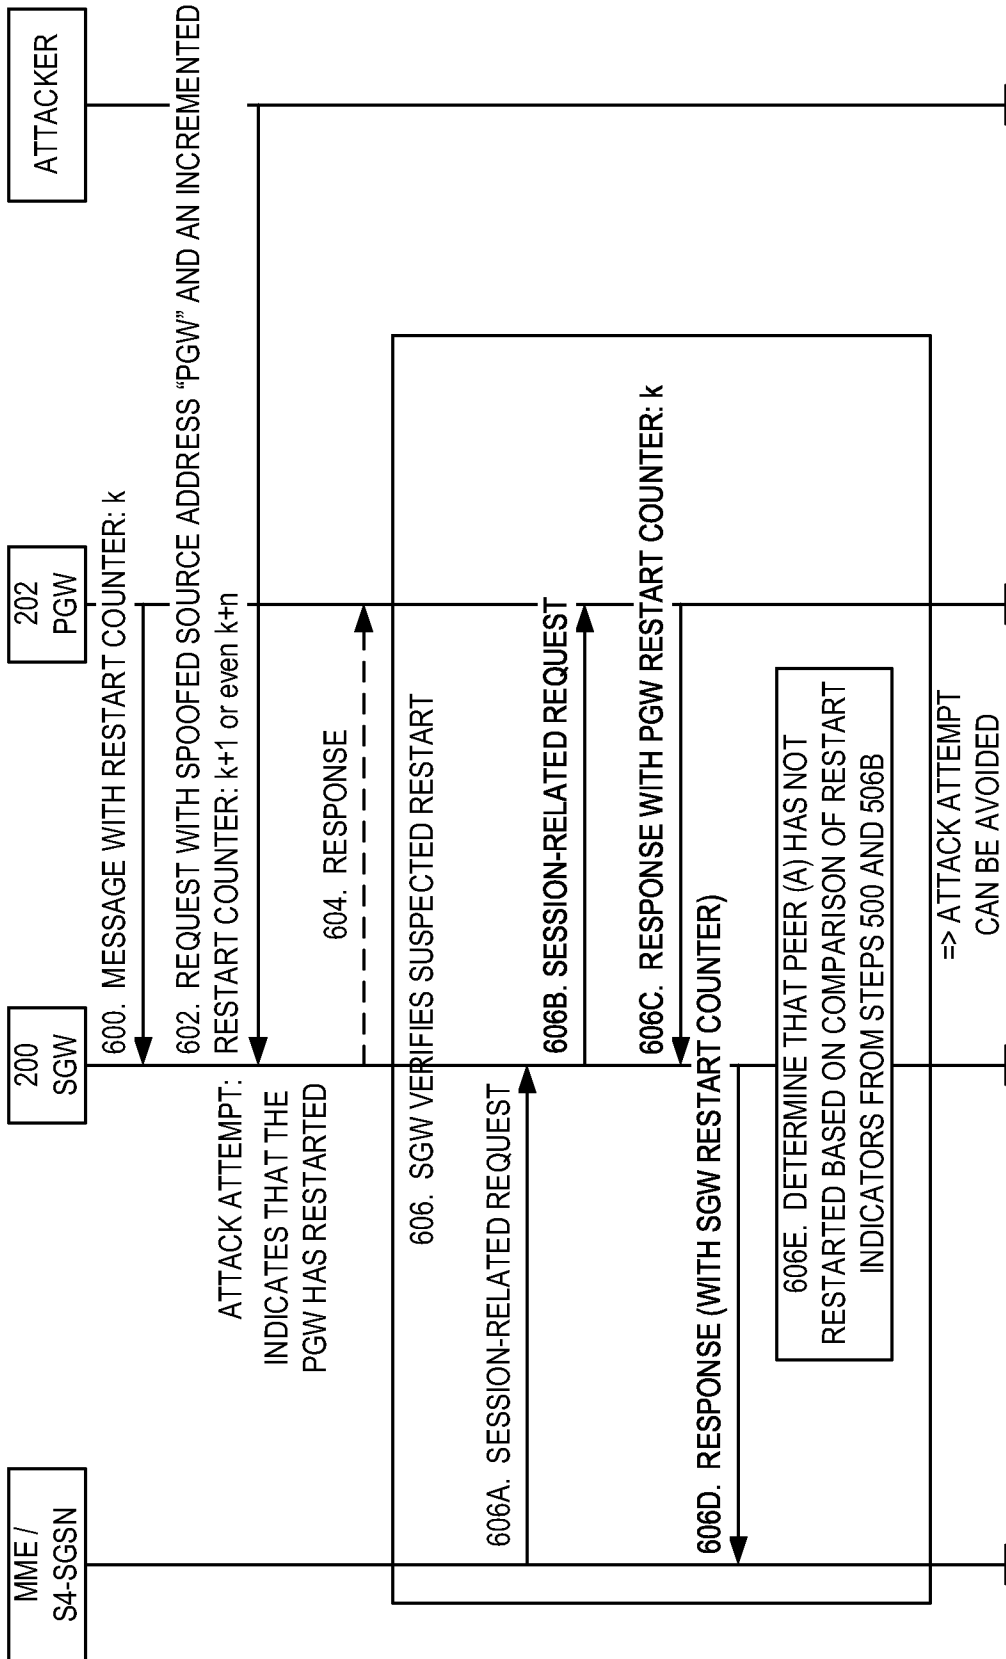 MME /
S4-SGSN
200
SGW
202
PGW
ATTACKER
600. MESSAGE WITH RESTART COUNTER: k
602. REQUEST WITH SPOOFED SOURCE ADDRESS “PGW” AND AN INCREMENTED
RESTART COUNTER: k+1 or even k+n
ATTACK ATTEMPT:
INDICATES THAT THE
PGW HAS RESTARTED
604. RESPONSE
606. SGW VERIFIES SUSPECTED RESTART
606A. SESSION-RELATED REQUEST
606B. SESSION-RELATED REQUEST
606C. RESPONSE WITH PGW RESTART COUNTER: k
606D. RESPONSE (WITH SGW RESTART COUNTER)
606E. DETERMINE THAT PEER (A) HAS NOT
RESTARTED BASED ON COMPARISON OF RESTART
INDICATORS FROM STEPS 500 AND 506B
=> ATTACK ATTEMPT
CAN BE AVOIDED